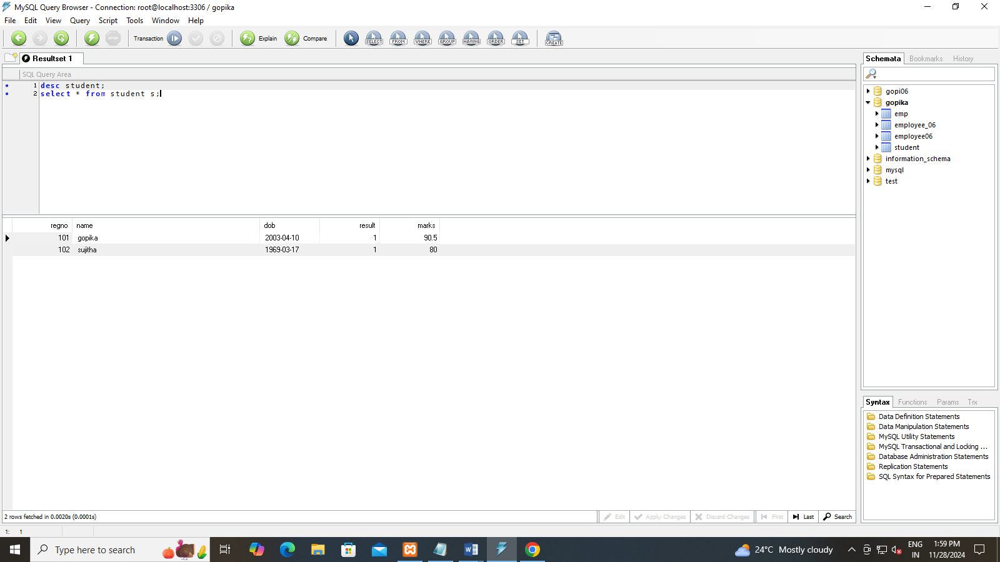 MySQL Query Browser - Connection: root@localhost:3306 / gopika
File Edit View Query Script Tools Window Help
STOP Transaction Explain Compare SELECT FROM WHERE GROUP HAVING ORDER SET CREATE
Resultset 1
SQL Query Area
1 desc student;
2 select * from student s;
regno name dob result marks
101 gopika 2003-04-10 1 90.5
102 sujitha 1969-03-17 1 80
2 rows fetched in 0.0020s (0.0001s)
Edit Apply Changes Discard Changes First Last Search
1: 1
Schemata Bookmarks History
gopi06
gopika
emp
employee_06
employee06
student
information_schema
mysql
test
Syntax Functions Params Trx
Data Definition Statements
Data Manipulation Statements
MySQL Utility Statements
MySQL Transactional and Locking ...
Database Administration Statements
Replication Statements
SQL Syntax for Prepared Statements
Type here to search
24°C Mostly cloudy
ENG
IN
1:59 PM
11/28/2024